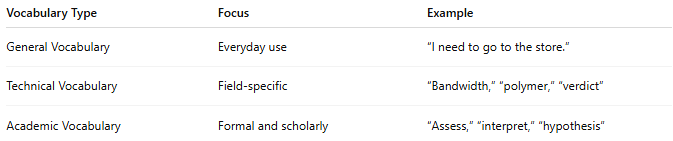 Vocabulary Type Focus Example
General Vocabulary Everyday use “I need to go to the store.”
Technical Vocabulary Field-specific “Bandwidth,” “polymer,” “verdict”
Academic Vocabulary Formal and scholarly “Assess,” “interpret,” “hypothesis”